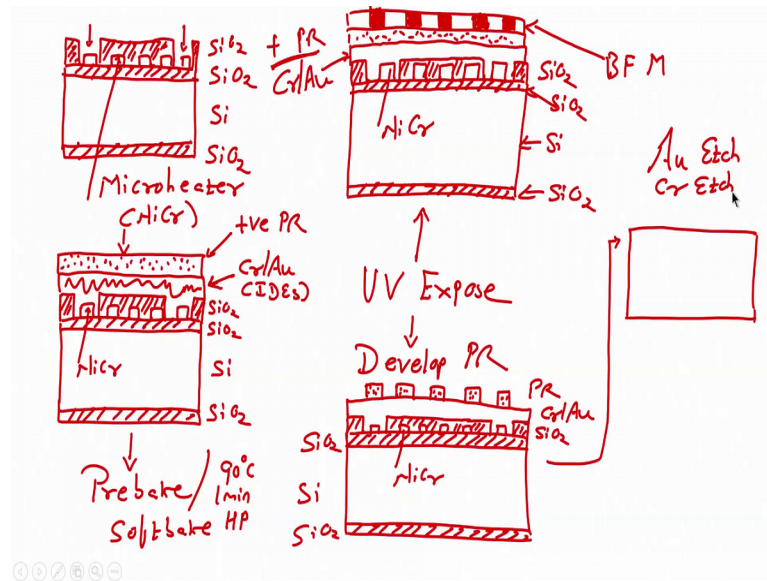 SiO2
SiO2
Si
SiO2
Microheater
(NiCr)
+ve PR
Cr/Au
(IDEs)
SiO2
SiO2
NiCr
Si
SiO2
Prebake/
Softbake
90°C
1min
HP
+ PR
Cr/Au
BFM
SiO2
SiO2
NiCr
Si
SiO2
UV Expose
Develop PR
PR
Cr/Au
SiO2
SiO2
NiCr
Si
SiO2
Au Etch
Cr Etch